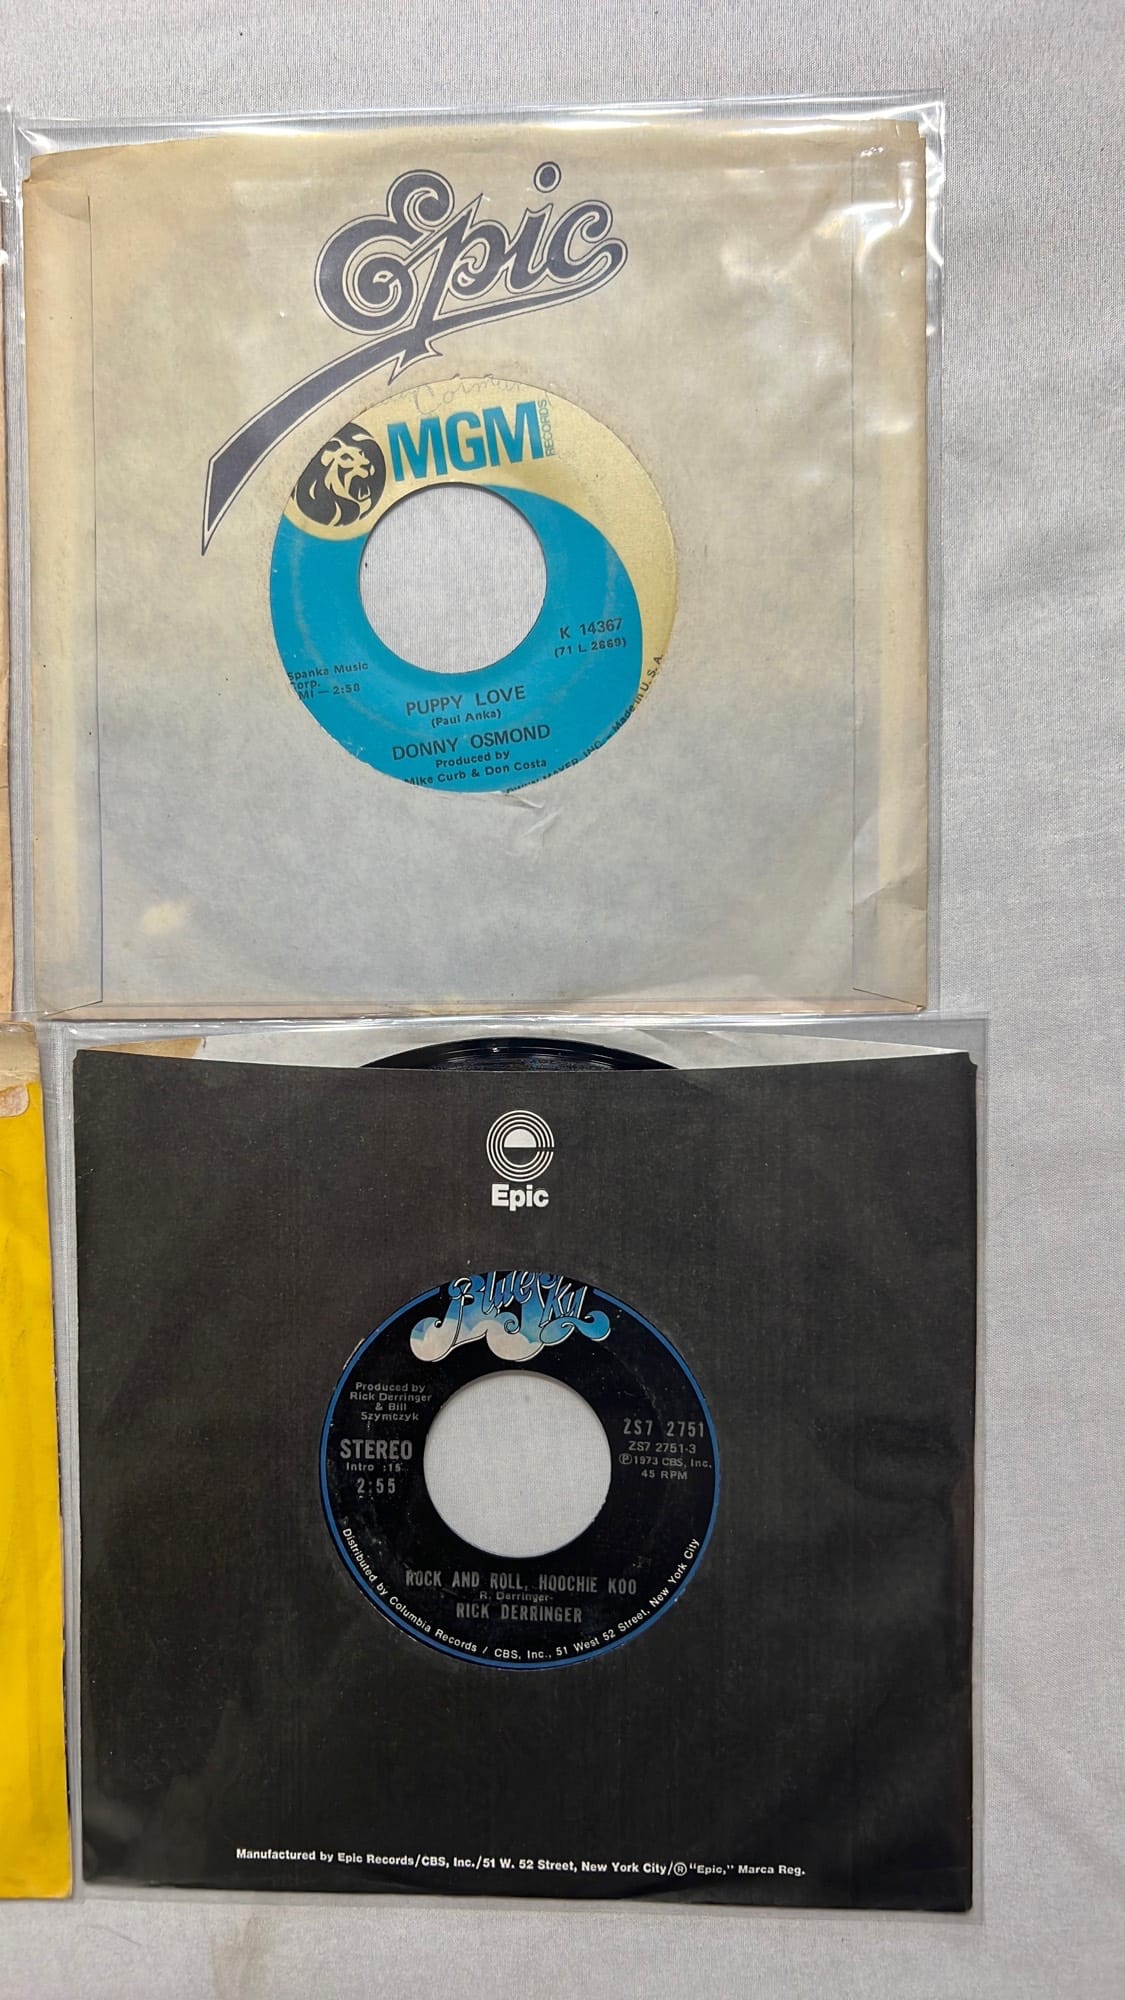 Epic
MGM
RECORDS
K 14367
(71 L 2669)
Spanka Music
Corp.
MI — 2:58
PUPPY LOVE
(Paul Anka)
DONNY OSMOND
Produced by
Mike Curb & Don Costa
MAYER, INC. — Made in U. S. A.
Epic
Blue Sky
Produced by
Rick Derringer
& Bill
Szymczyk
STEREO
Intro :15
2:55
ZS7 2751
ZS7 2751-3
Ⓟ1973 CBS, Inc.
45 RPM
ROCK AND ROLL, HOOCHIE KOO
R. Derringer-
RICK DERRINGER
Distributed by Columbia Records / CBS, Inc., 51 West 52 Street, New York City
Manufactured by Epic Records/CBS, Inc./51 W. 52 Street, New York City/® "Epic," Marca Reg.